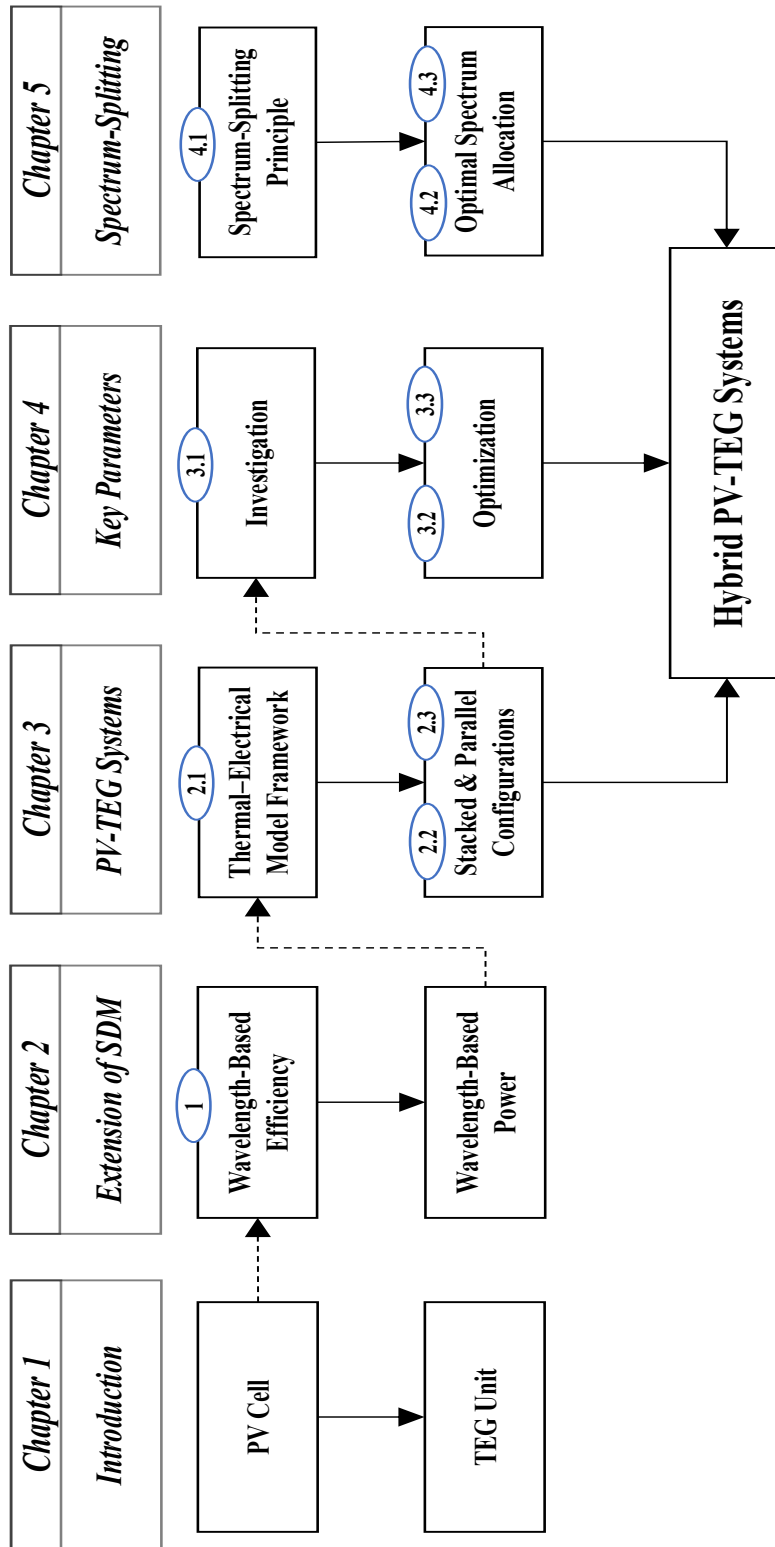 Chapter 1
Introduction
PV Cell
TEG Unit
Chapter 2
Extension of SDM
1
Wavelength-Based
Efficiency
Wavelength-Based
Power
Chapter 3
PV-TEG Systems
2.1
Thermal–Electrical
Model Framework
2.2
2.3
Stacked & Parallel
Configurations
Chapter 4
Key Parameters
3.1
Investigation
3.2
3.3
Optimization
Chapter 5
Spectrum-Splitting
4.1
Spectrum-Splitting
Principle
4.2
4.3
Optimal Spectrum
Allocation
Hybrid PV-TEG Systems